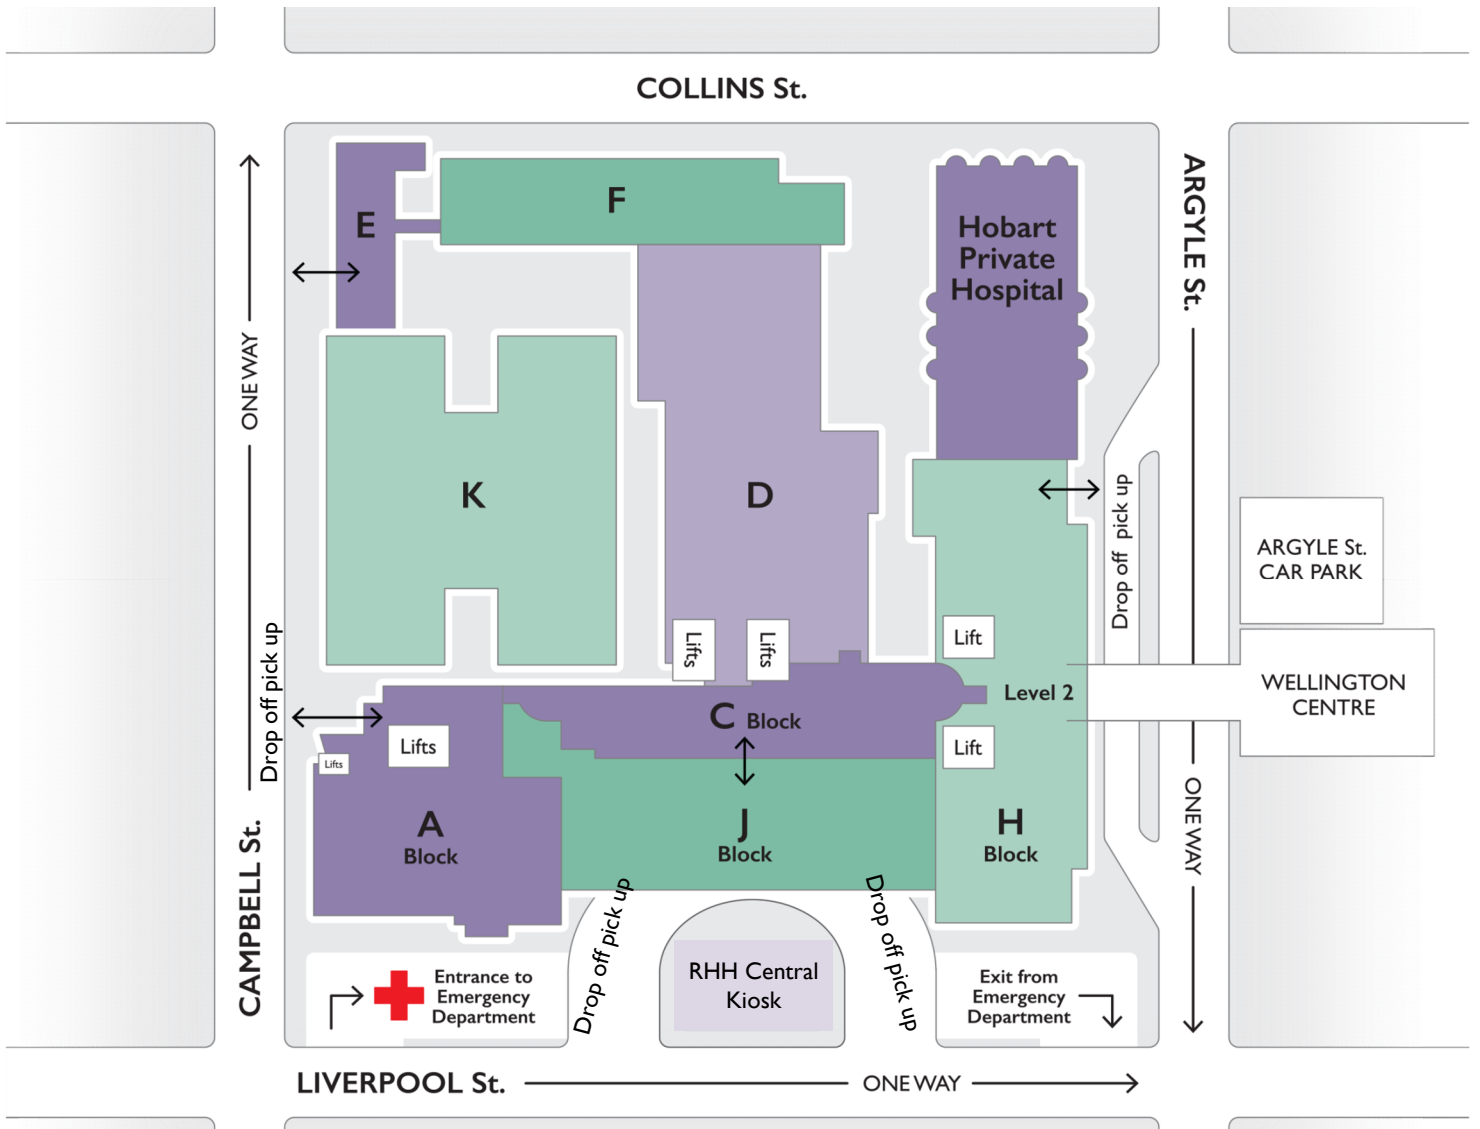 COLLINS St.
ARGYLE St.
F
E
Hobart
Private
Hospital
ONE WAY
K
D
Drop off pick up
ARGYLE St.
CAR PARK
Lifts
Lifts
Lift
Drop off pick up
Level 2
WELLINGTON
CENTRE
C Block
Lifts
Lift
Lifts
A
Block
J
Block
H
Block
ONE WAY
CAMPBELL St.
Drop off pick up
Drop off pick up
Entrance to
Emergency
Department
RHH Central
Kiosk
Exit from
Emergency
Department
LIVERPOOL St.
ONE WAY